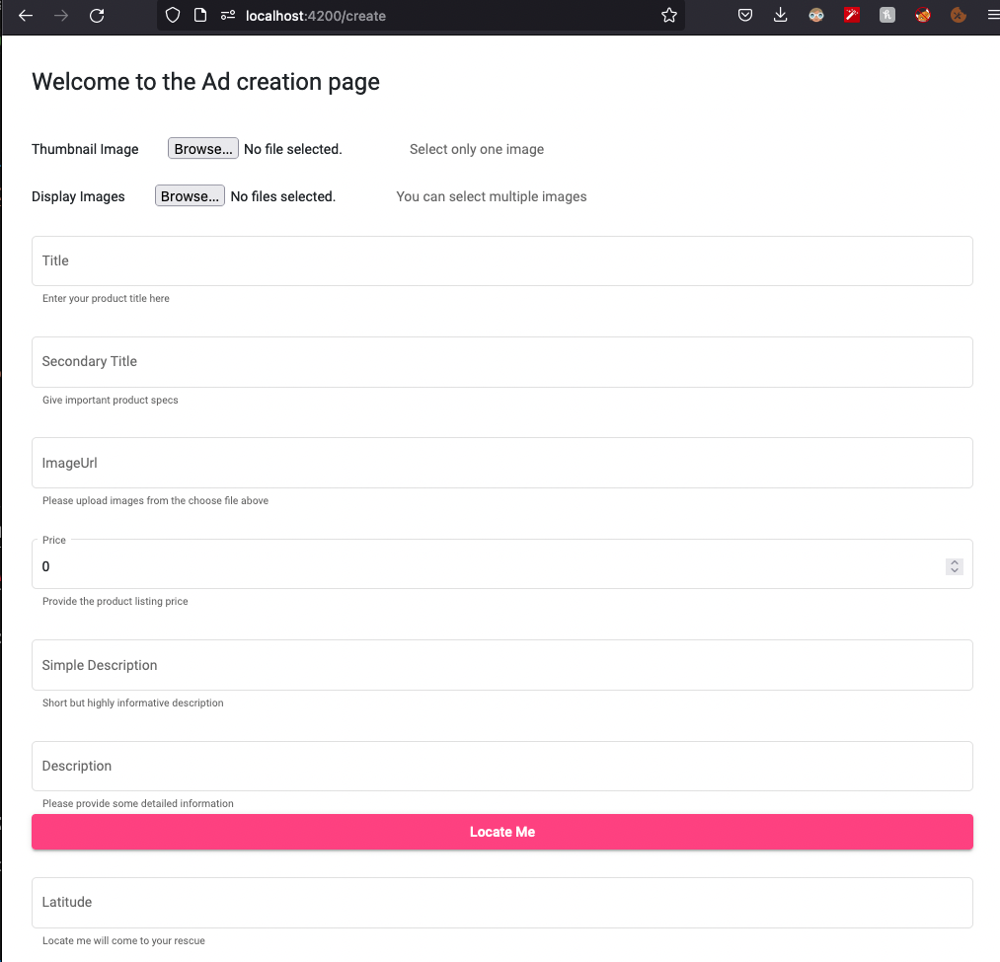 localhost:4200/create
Welcome to the Ad creation page
Thumbnail Image Browse... No file selected. Select only one image
Display Images Browse... No files selected. You can select multiple images
Title
Enter your product title here
Secondary Title
Give important product specs
ImageUrl
Please upload images from the choose file above
Price
0
Provide the product listing price
Simple Description
Short but highly informative description
Description
Please provide some detailed information
Locate Me
Latitude
Locate me will come to your rescue